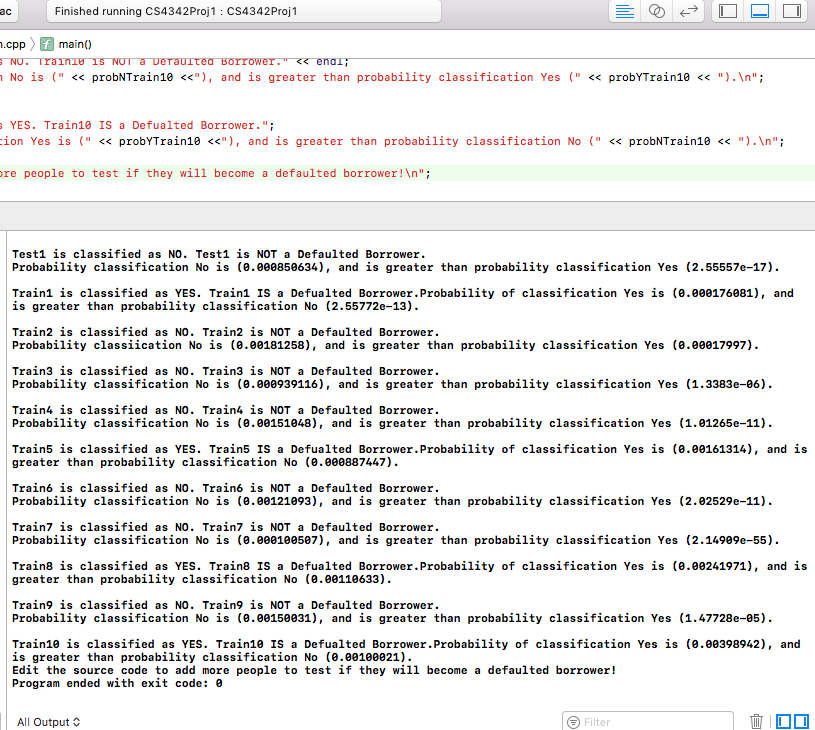 ac Finished running CS4342Proj1 : CS4342Proj1
n.cpp f main()
s NO. Train10 is NOT a Defaulted Borrower." << endl;
n No is (" << probNTrain10 <<"), and is greater than probability classification Yes (" << probYTrain10 << ").\n";
s YES. Train10 IS a Defualted Borrower.";
tion Yes is (" << probYTrain10 <<"), and is greater than probability classification No (" << probNTrain10 << ").\n";
ore people to test if they will become a defaulted borrower!\n";
Test1 is classified as NO. Test1 is NOT a Defaulted Borrower.
Probability classification No is (0.000850634), and is greater than probability classification Yes (2.55557e-17).
Train1 is classified as YES. Train1 IS a Defualted Borrower.Probability of classification Yes is (0.000176081), and
is greater than probability classification No (2.55772e-13).
Train2 is classified as NO. Train2 is NOT a Defaulted Borrower.
Probability classiication No is (0.00181258), and is greater than probability classification Yes (0.00017997).
Train3 is classified as NO. Train3 is NOT a Defaulted Borrower.
Probability classification No is (0.000939116), and is greater than probability classification Yes (1.3383e-06).
Train4 is classified as NO. Train4 is NOT a Defaulted Borrower.
Probability classification No is (0.00151048), and is greater than probability classification Yes (1.01265e-11).
Train5 is classified as YES. Train5 IS a Defualted Borrower.Probability of classification Yes is (0.00161314), and is
greater than probability classification No (0.000887447).
Train6 is classified as NO. Train6 is NOT a Defaulted Borrower.
Probability classification No is (0.00121093), and is greater than probability classification Yes (2.02529e-11).
Train7 is classified as NO. Train7 is NOT a Defaulted Borrower.
Probability classification No is (0.000100507), and is greater than probability classification Yes (2.14909e-55).
Train8 is classified as YES. Train8 IS a Defualted Borrower.Probability of classification Yes is (0.00241971), and is
greater than probability classification No (0.00110633).
Train9 is classified as NO. Train9 is NOT a Defaulted Borrower.
Probability classification No is (0.00150031), and is greater than probability classification Yes (1.47728e-05).
Train10 is classified as YES. Train10 IS a Defualted Borrower.Probability of classification Yes is (0.00398942), and
is greater than probability classification No (0.00100021).
Edit the source code to add more people to test if they will become a defaulted borrower!
Program ended with exit code: 0
All Output Filter